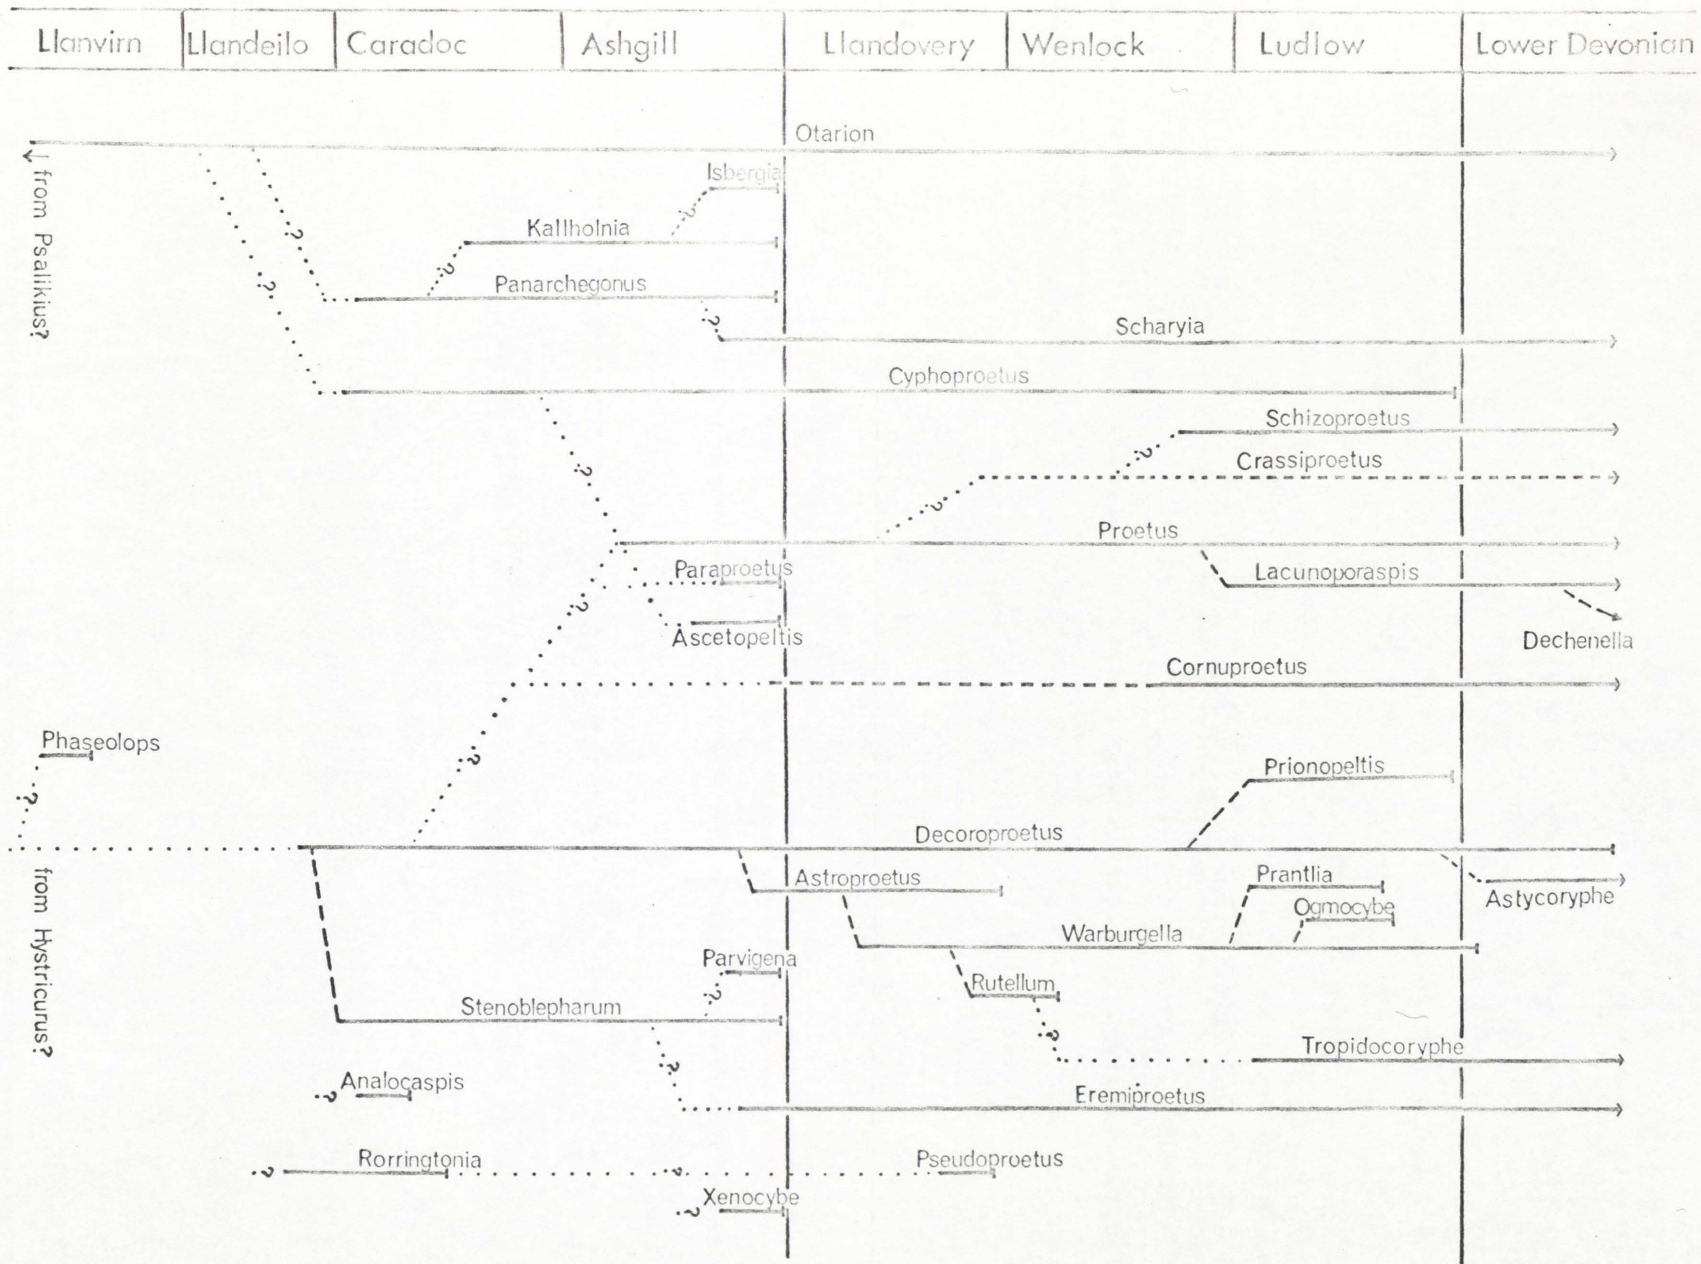 Llanvirn Llandeilo Caradoc Ashgill Llandovery Wenlock Ludlow Lower Devonian
Otarion
from Psalikius?
Isbergia
?
Kallholnia
?
?
Panarchegonus
?
?
Scharyia
Cyphoproetus
Schizoproetus
?
Crassiproetus
?
?
Proetus
Paraproetus
Lacunoporaspis
?
Ascetopeltis
Dechenella
Cornuproetus
Phaseolops
?
Prionopeltis
?
Decoroproetus
from Hystricurus?
Astroproetus
Prantlia
Astycoryphe
Ogmocybe
Warburgella
Parvigena
?
Rutellum
Stenoblepharum
?
Tropidocoryphe
?
Analocaspis
?
Eremiproetus
Rorringtonia
?
?
Pseudoproetus
Xenocybe
?